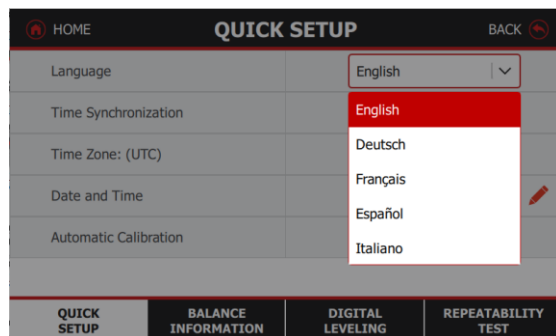 HOME QUICK SETUP BACK
Language English
Time Synchronization English
Time Zone: (UTC) Deutsch
Français
Date and Time
Español
Automatic Calibration Italiano
QUICK SETUP
BALANCE INFORMATION
DIGITAL LEVELING
REPEATABILITY TEST